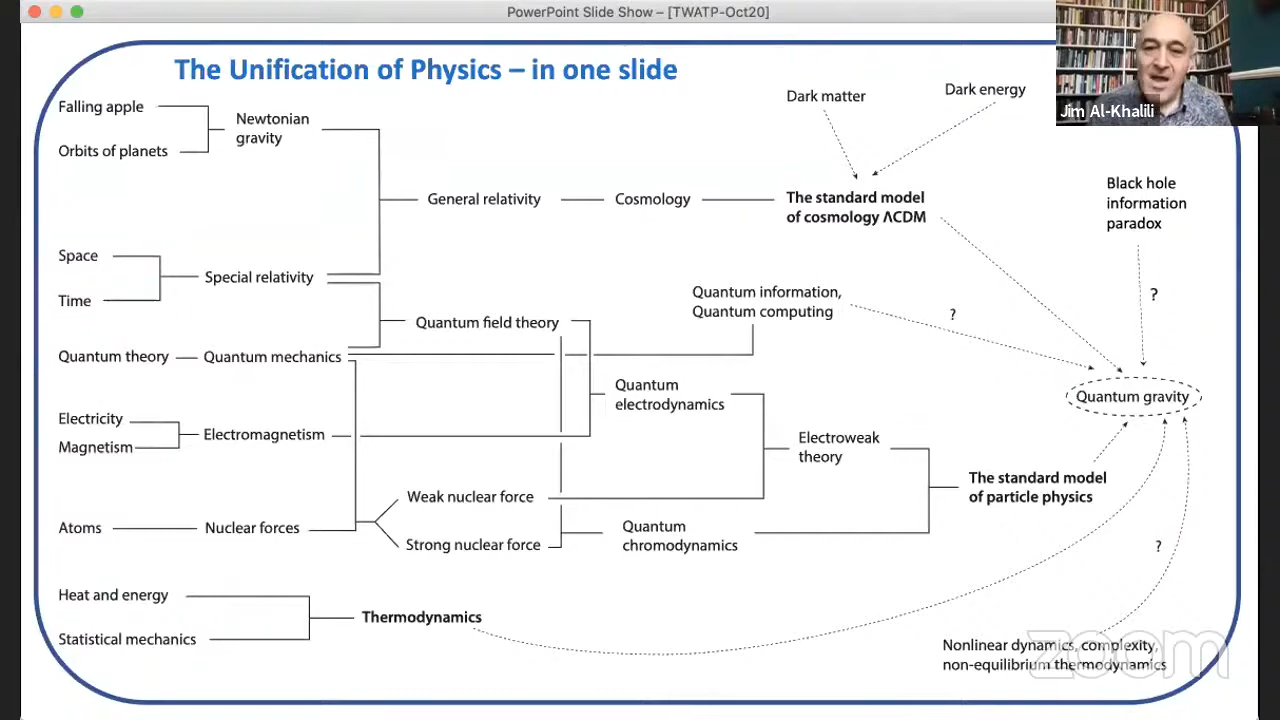 PowerPoint Slide Show – [TWATP-Oct20]
The Unification of Physics – in one slide
Jim Al-Khalili
Falling apple
Orbits of planets
Newtonian
gravity
Dark matter
Dark energy
General relativity
Cosmology
The standard model
of cosmology ΛCDM
Black hole
information
paradox
?
Space
Time
Special relativity
Quantum field theory
Quantum information,
Quantum computing
?
Quantum theory
Quantum mechanics
Quantum
electrodynamics
Quantum gravity
Electricity
Magnetism
Electromagnetism
Electroweak
theory
The standard model
of particle physics
Weak nuclear force
Atoms
Nuclear forces
Strong nuclear force
Quantum
chromodynamics
?
Heat and energy
Statistical mechanics
Thermodynamics
Nonlinear dynamics, complexity,
non-equilibrium thermodynamics
zoom